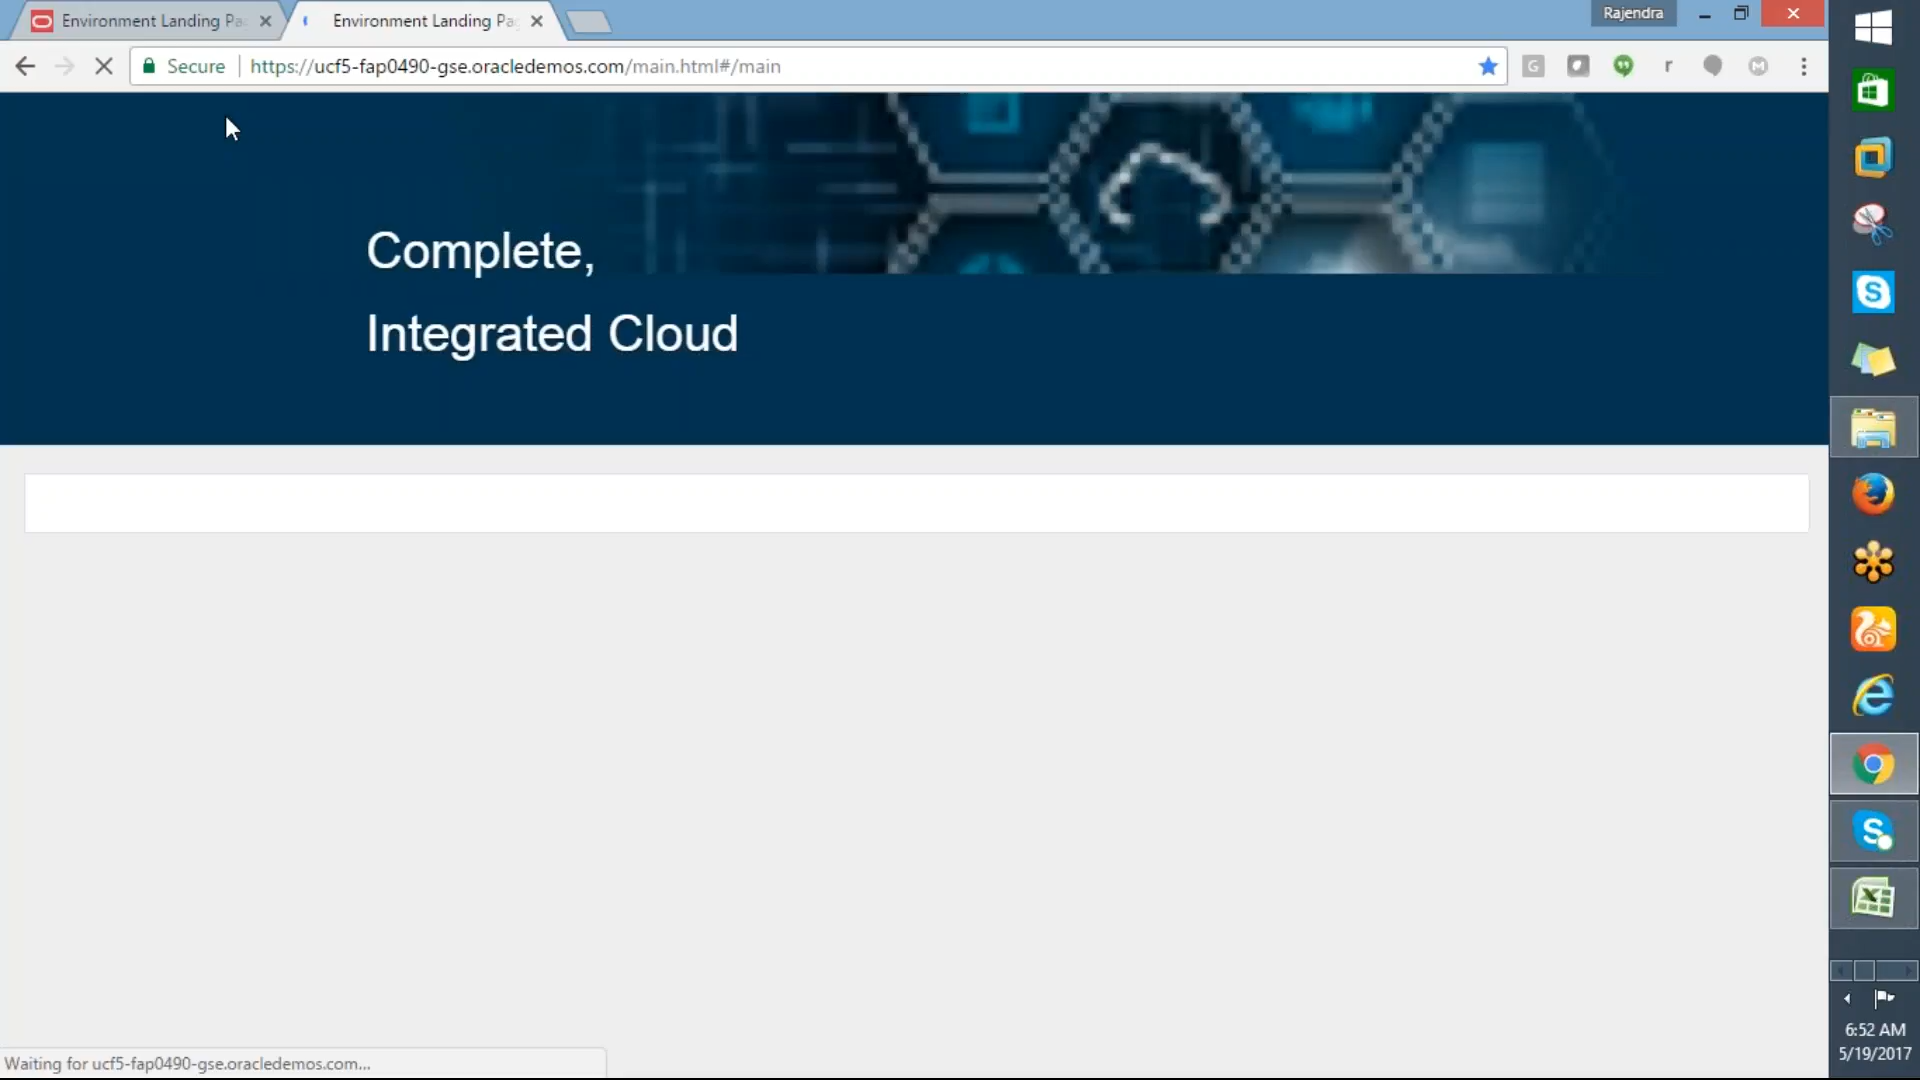 Environment Landing Pa
Environment Landing Pa
Rajendra
Secure
https://ucf5-fap0490-gse.oracledemos.com/main.html#/main
Complete,
Integrated Cloud
Waiting for ucf5-fap0490-gse.oracledemos.com...
6:52 AM
5/19/2017